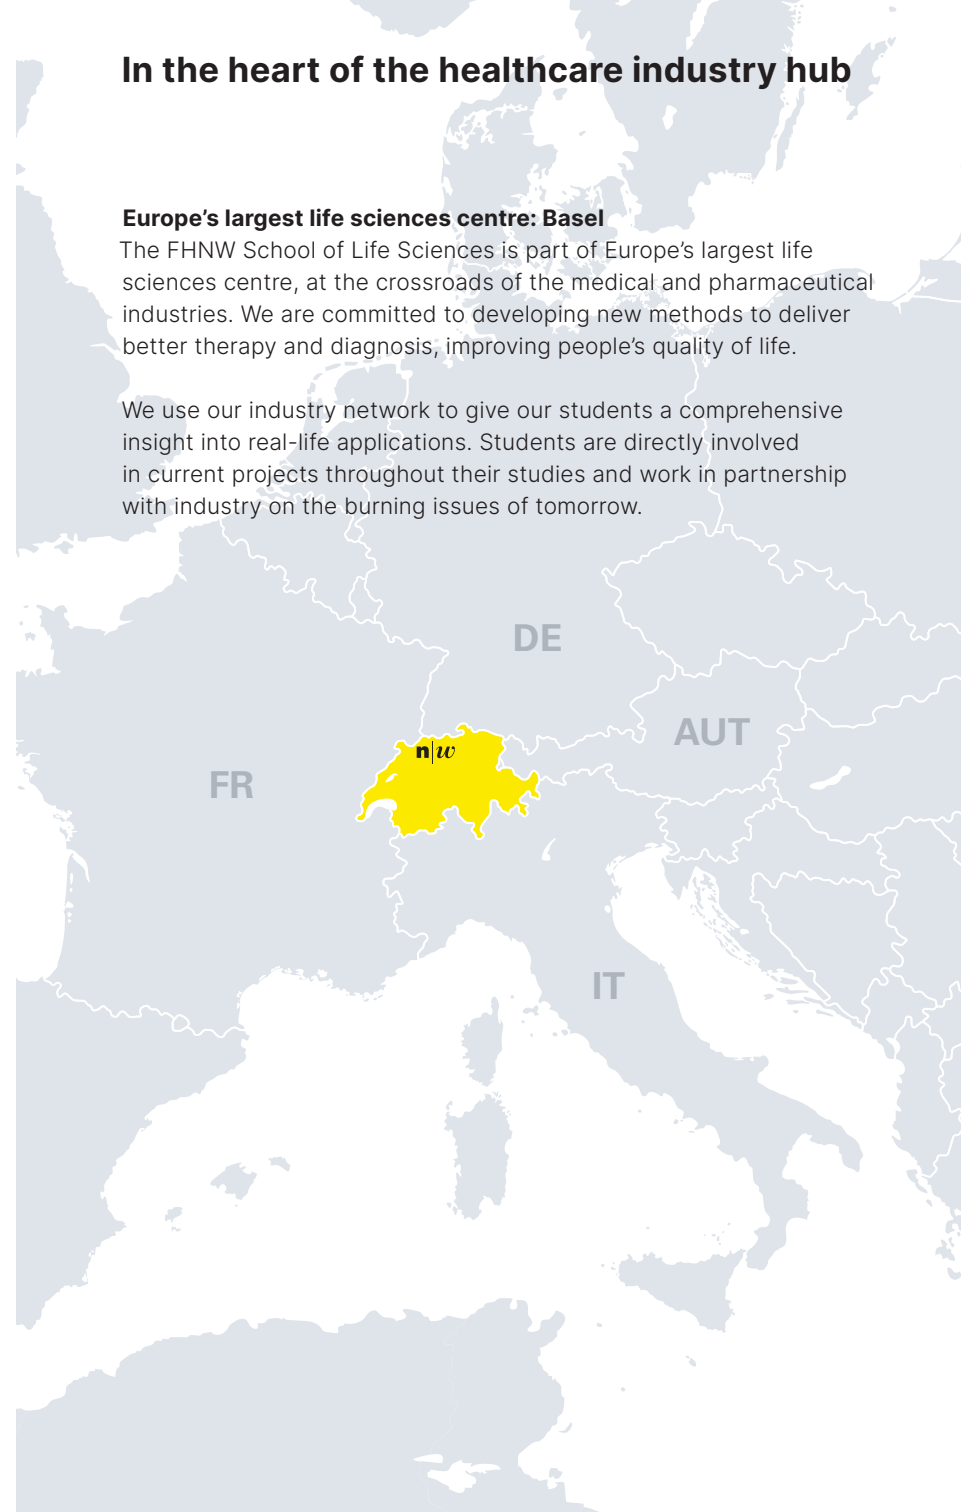 In the heart of the healthcare industry hub
Europe’s largest life sciences centre: Basel
The FHNW School of Life Sciences is part of Europe’s largest life
sciences centre, at the crossroads of the medical and pharmaceutical
industries. We are committed to developing new methods to deliver
better therapy and diagnosis, improving people’s quality of life.
We use our industry network to give our students a comprehensive
insight into real-life applications. Students are directly involved
in current projects throughout their studies and work in partnership
with industry on the burning issues of tomorrow.
DE
AUT
n|w
FR
IT